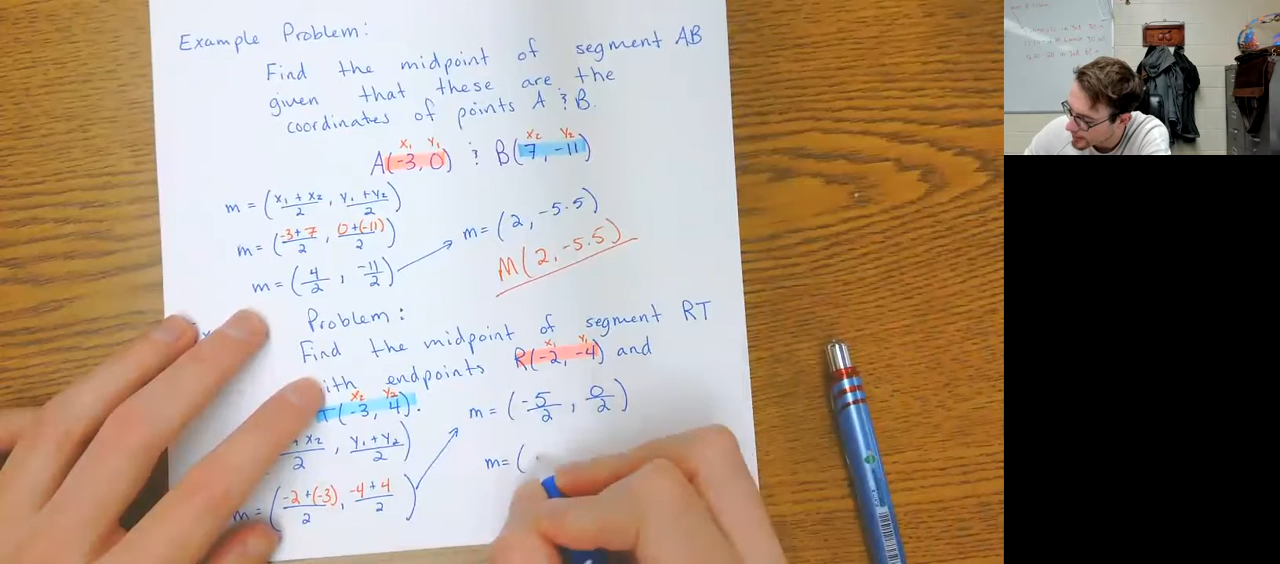 Example Problem:
Find the midpoint of segment AB
given that these are the
coordinates of points A & B.
x₁ y₁ x₂ y₂
A(-3, 0) & B(7, -11)
m = (x₁ + x₂/2, y₁ + y₂/2)
m = (-3+7/2, 0+(-11)/2)
m = (4/2, -11/2)
m = (2, -5.5)
M(2, -5.5)
Problem:
Find the midpoint of segment RT
x₁ y₁
ith endpoints R(-2, -4) and
x₂ y₂
T(-3, 4).
+ x₂/2, y₁ + y₂/2)
m = (-2+(-3)/2, -4+4/2)
m = (-5/2, 0/2)
m = (